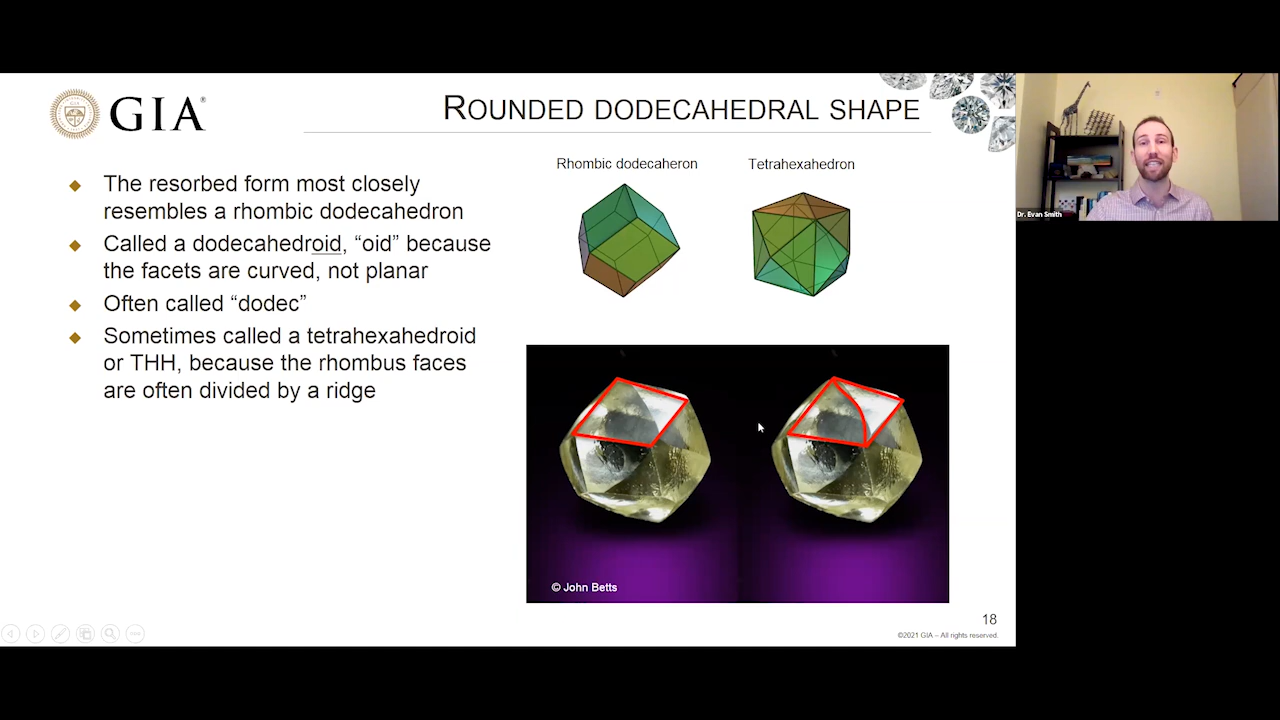 GIA®
ROUNDED DODECAHEDRAL SHAPE
The resorbed form most closely
resembles a rhombic dodecahedron
Called a dodecahedroid, “oid” because
the facets are curved, not planar
Often called “dodec”
Sometimes called a tetrahexahedroid
or THH, because the rhombus faces
are often divided by a ridge
Rhombic dodecaheron
Tetrahexahedron
© John Betts
18
©2021 GIA – All rights reserved.
Dr. Evan Smith